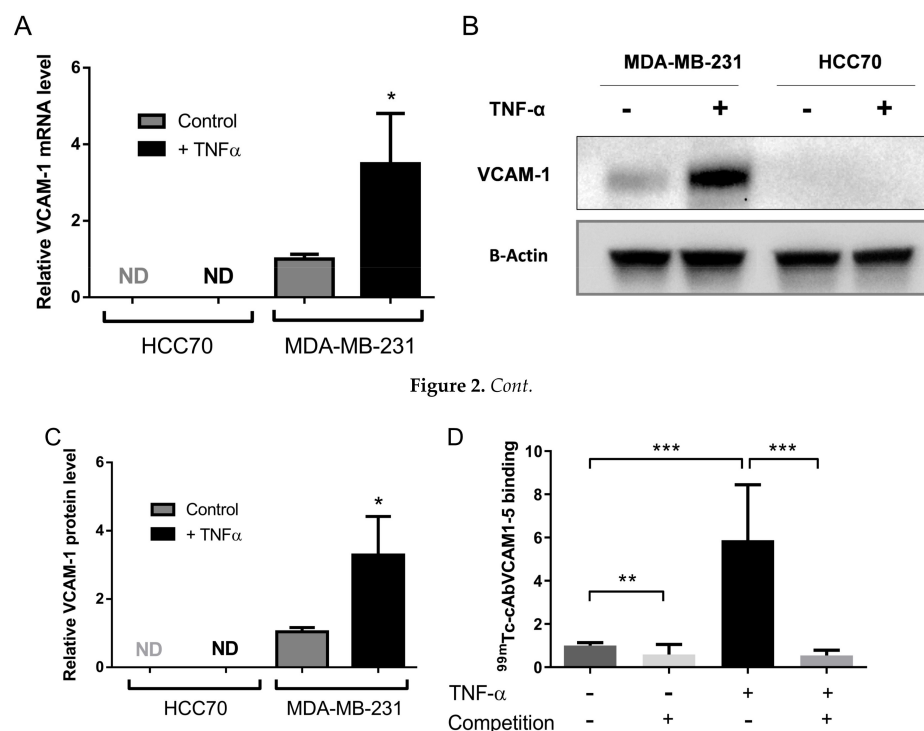 A
Relative VCAM-1 mRNA level
6
4
2
0
Control
+ TNFα
*
ND
ND
HCC70
MDA-MB-231
B
MDA-MB-231
HCC70
TNF-α
-
+
-
+
VCAM-1
B-Actin
Figure 2. Cont.
C
Relative VCAM-1 protein level
6
4
2
0
Control
+ TNFα
*
ND
ND
HCC70
MDA-MB-231
D
99mTc-cAbVCAM1-5 binding
10
8
6
4
2
0
***
***
**
TNF-α
-
-
+
+
Competition
-
+
-
+